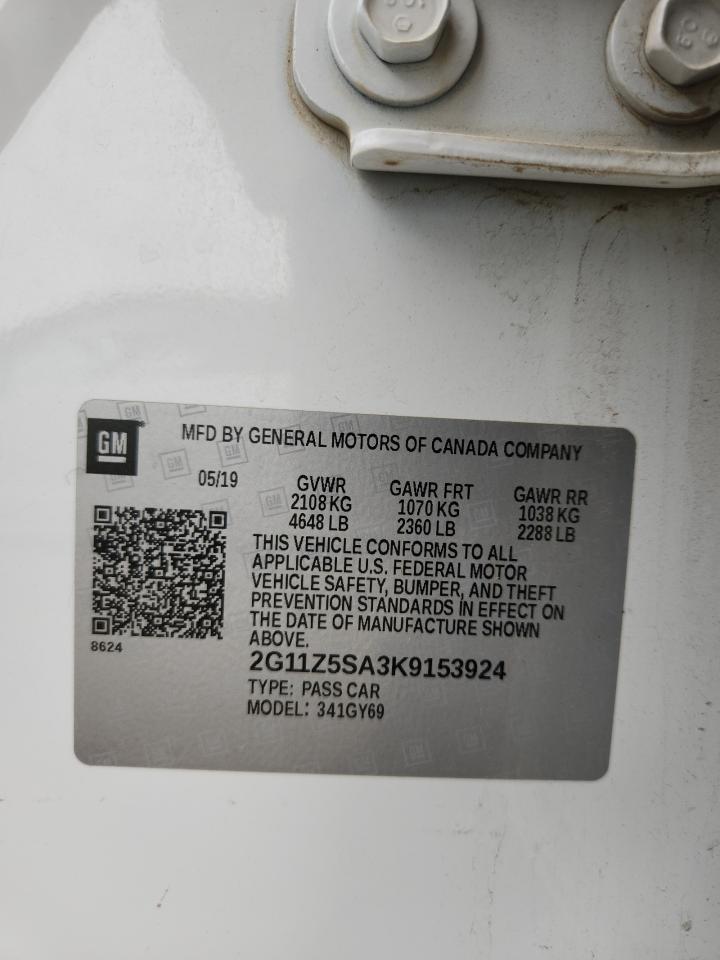 GM
MFD BY GENERAL MOTORS OF CANADA COMPANY
05/19
GVWR
2108 KG
4648 LB
GAWR FRT
1070 KG
2360 LB
GAWR RR
1038 KG
2288 LB
THIS VEHICLE CONFORMS TO ALL
APPLICABLE U.S. FEDERAL MOTOR
VEHICLE SAFETY, BUMPER, AND THEFT
PREVENTION STANDARDS IN EFFECT ON
THE DATE OF MANUFACTURE SHOWN
ABOVE.
8624
2G11Z5SA3K9153924
TYPE: PASS CAR
MODEL: 341GY69